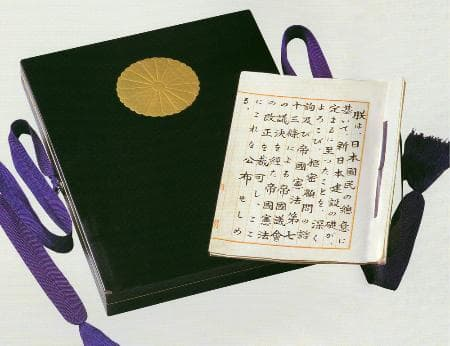 朕は、日本國民の總意に
基いて、新日本建設の礎が、
定まるに至つたことを、深く
よろこび、樞密顧問の諮
詢及び帝國憲法第七
十三條による帝國議會
の議決を経た帝國憲法
の改正を裁可し、ここ
にこれを公布せしめ
る。